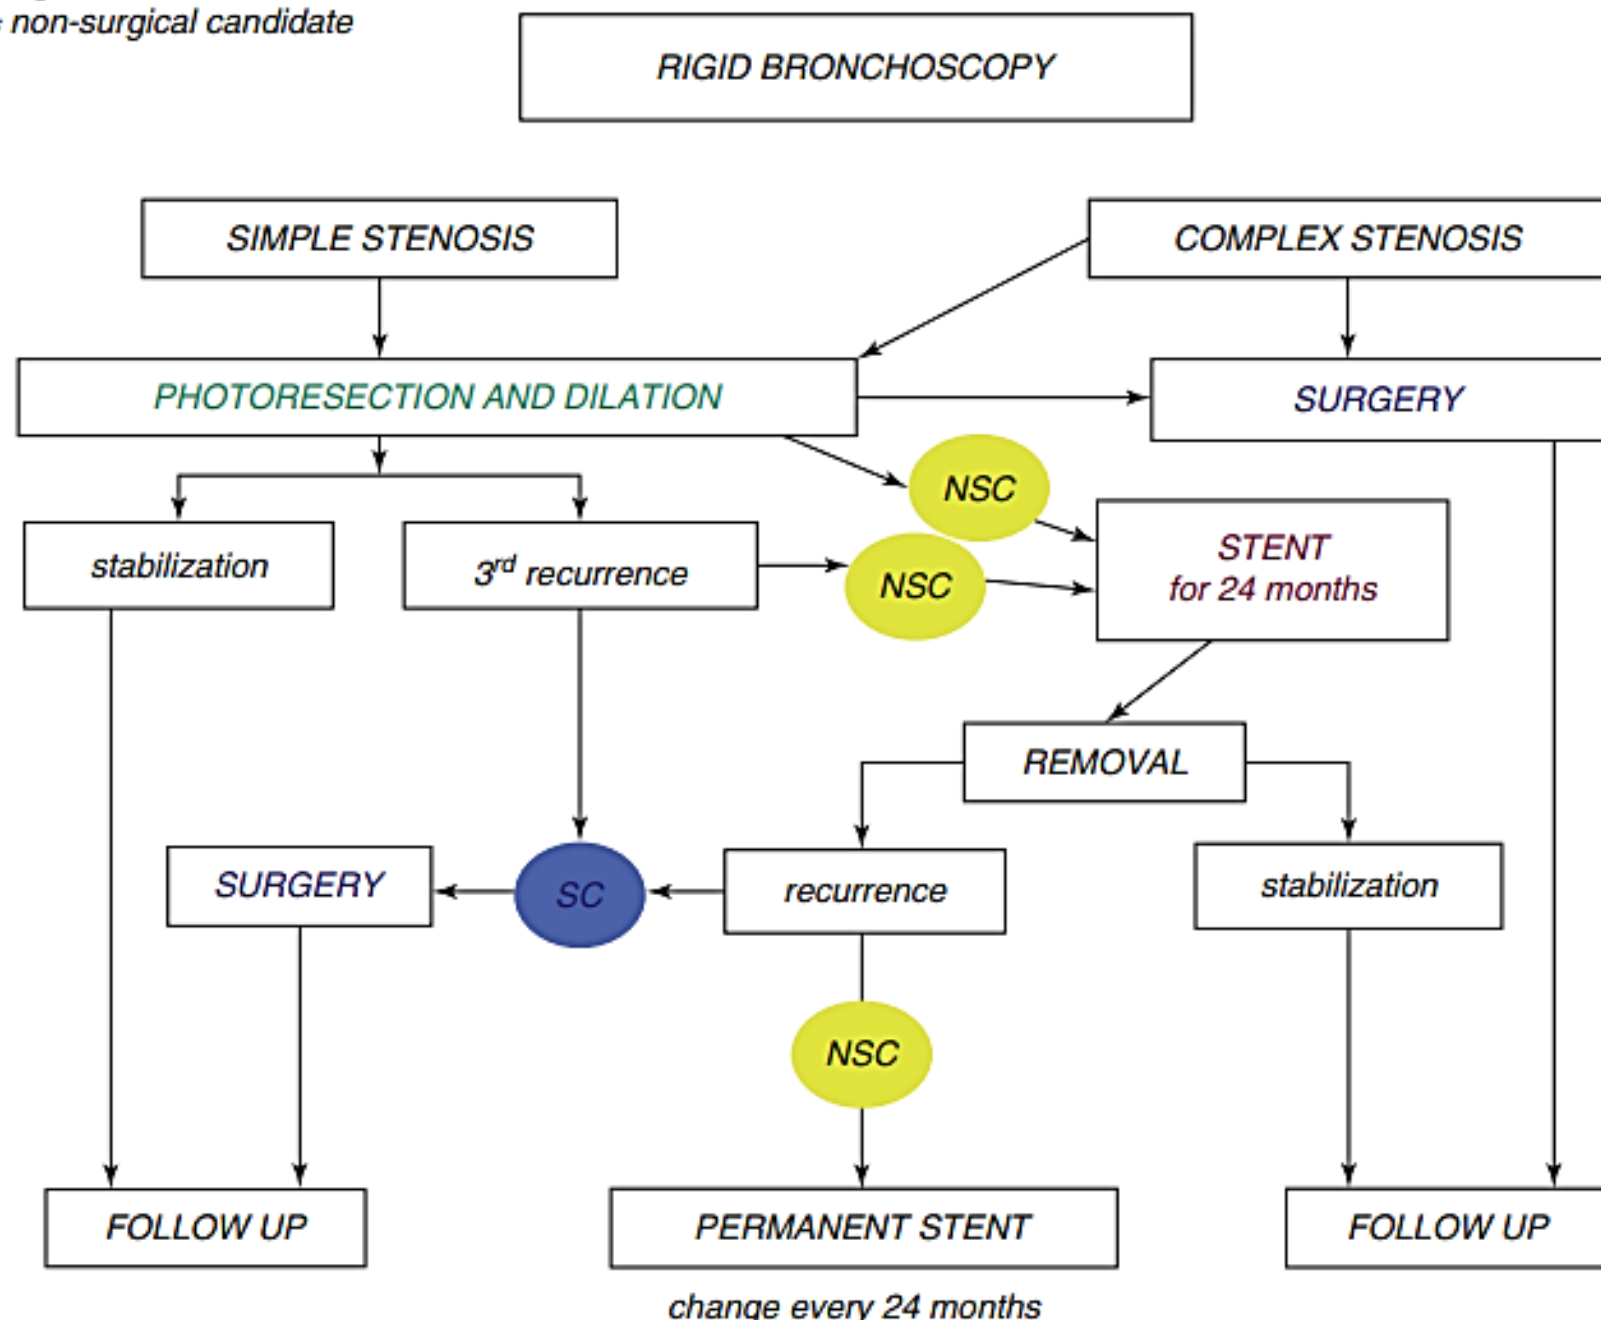 = non-surgical candidate
RIGID BRONCHOSCOPY
SIMPLE STENOSIS
COMPLEX STENOSIS
PHOTORESECTION AND DILATION
SURGERY
NSC
stabilization
3rd recurrence
NSC
STENT
for 24 months
REMOVAL
SURGERY
SC
recurrence
stabilization
NSC
FOLLOW UP
PERMANENT STENT
FOLLOW UP
change every 24 months